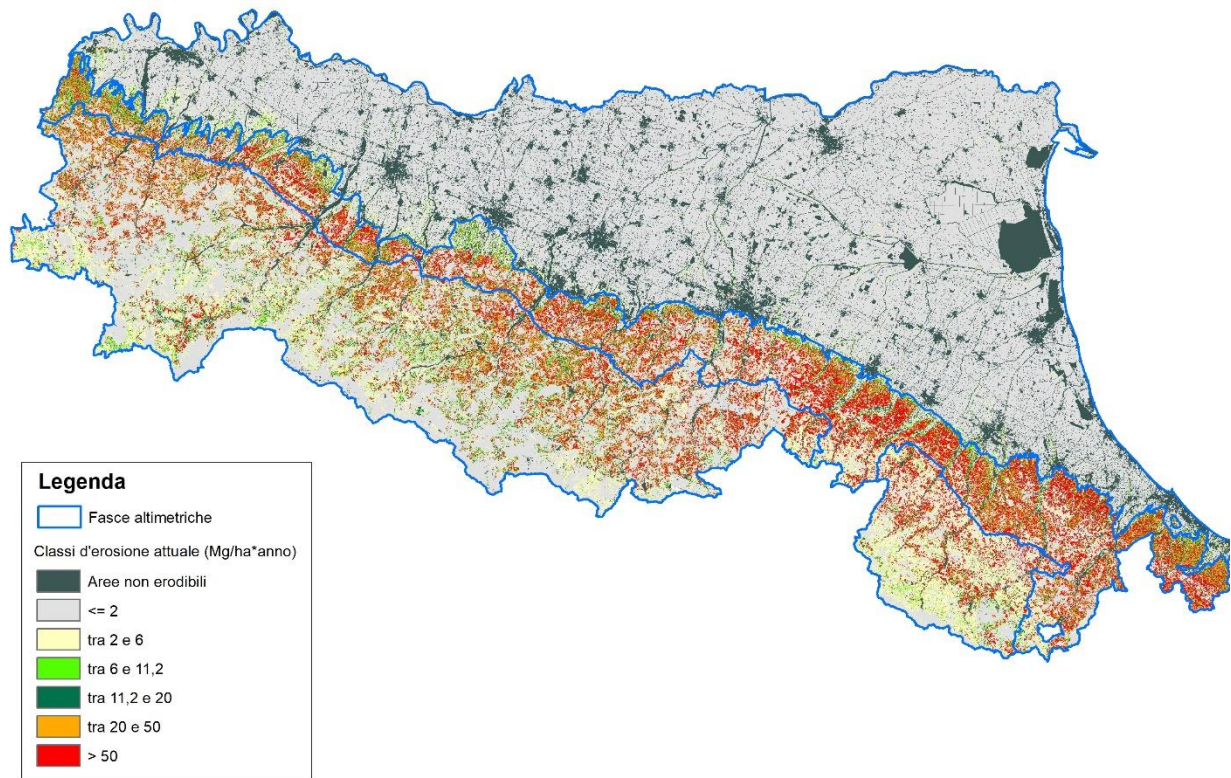 Legenda
Fasce altimetriche
Classi d'erosione attuale (Mg/ha*anno)
Aree non erodibili
<= 2
tra 2 e 6
tra 6 e 11,2
tra 11,2 e 20
tra 20 e 50
> 50